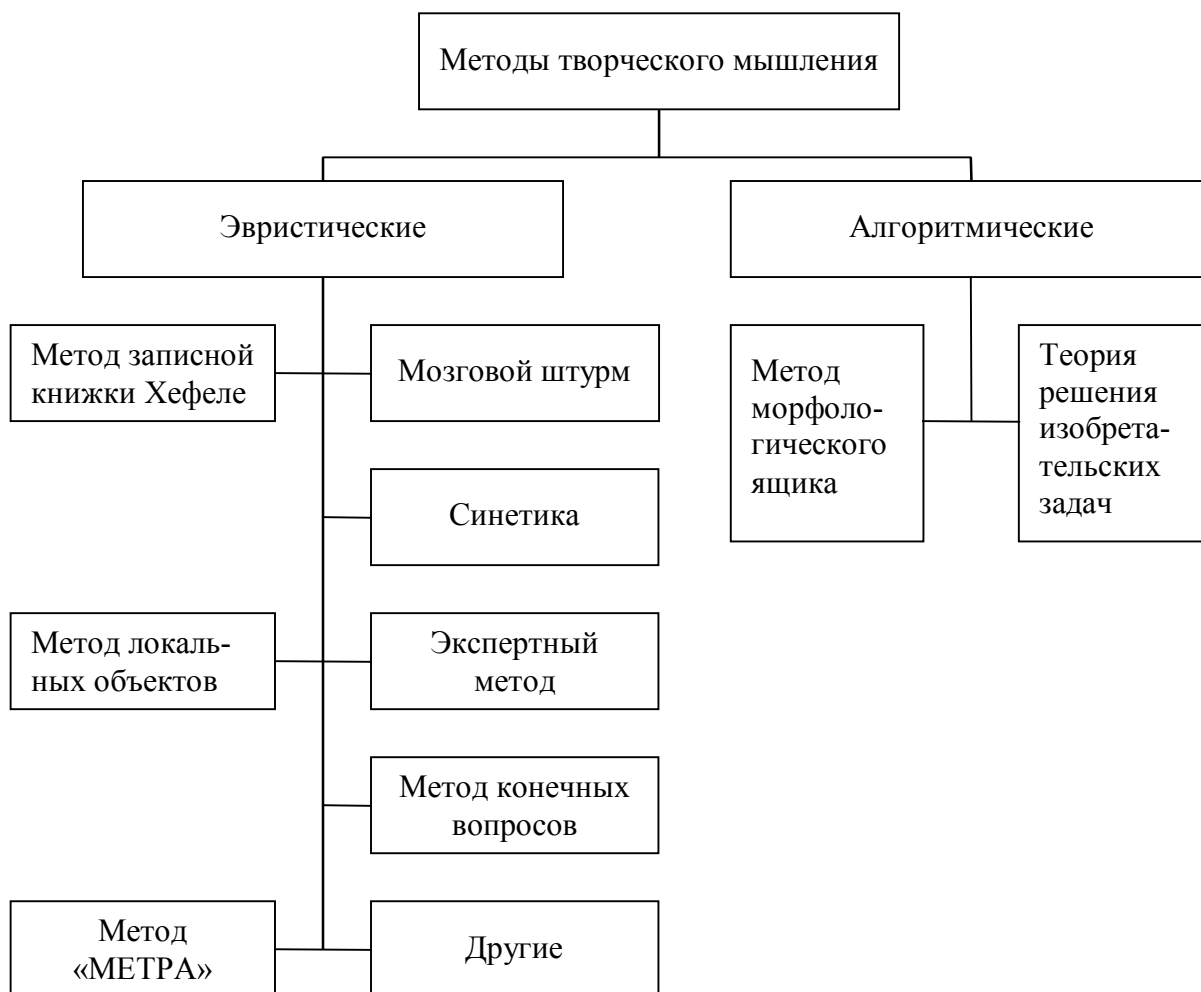 Методы творческого мышления
Эвристические
Алгоритмические
Метод записной
книжки Хефеле
Мозговой штурм
Метод
морфоло-
гического
ящика
Теория
решения
изобрета-
тельских
задач
Синетика
Метод локаль-
ных объектов
Экспертный
метод
Метод конечных
вопросов
Метод
«МЕТРА»
Другие